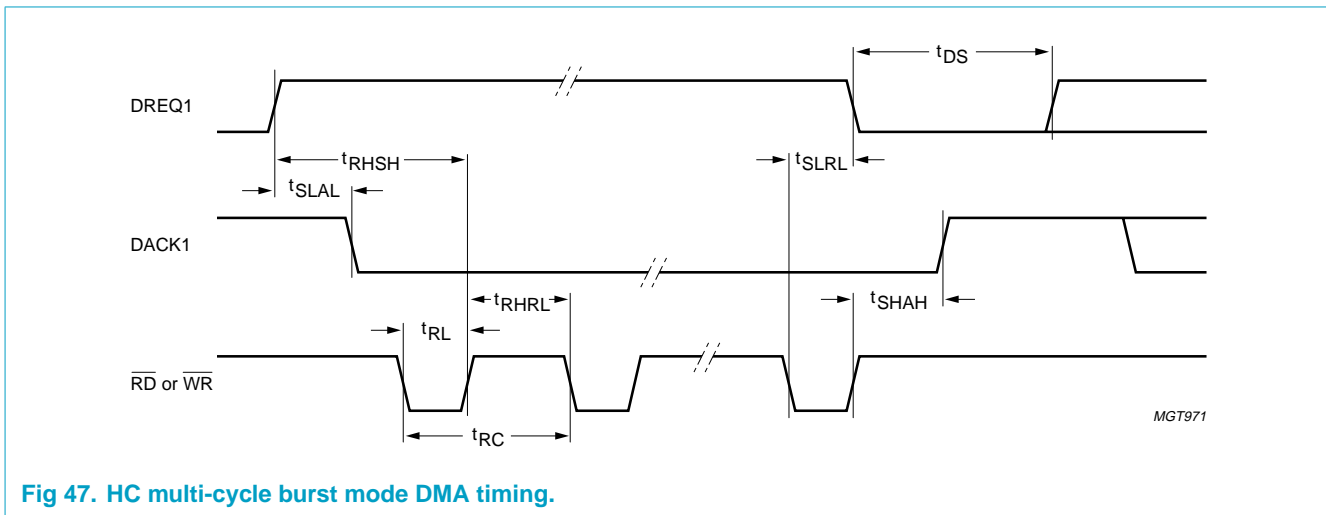 tDS
DREQ1
tRHSH
tSLRL
tSLAL
DACK1
tRHRL
tSHAH
tRL
RD or WR
MGT971
tRC
Fig 47. HC multi-cycle burst mode DMA timing.